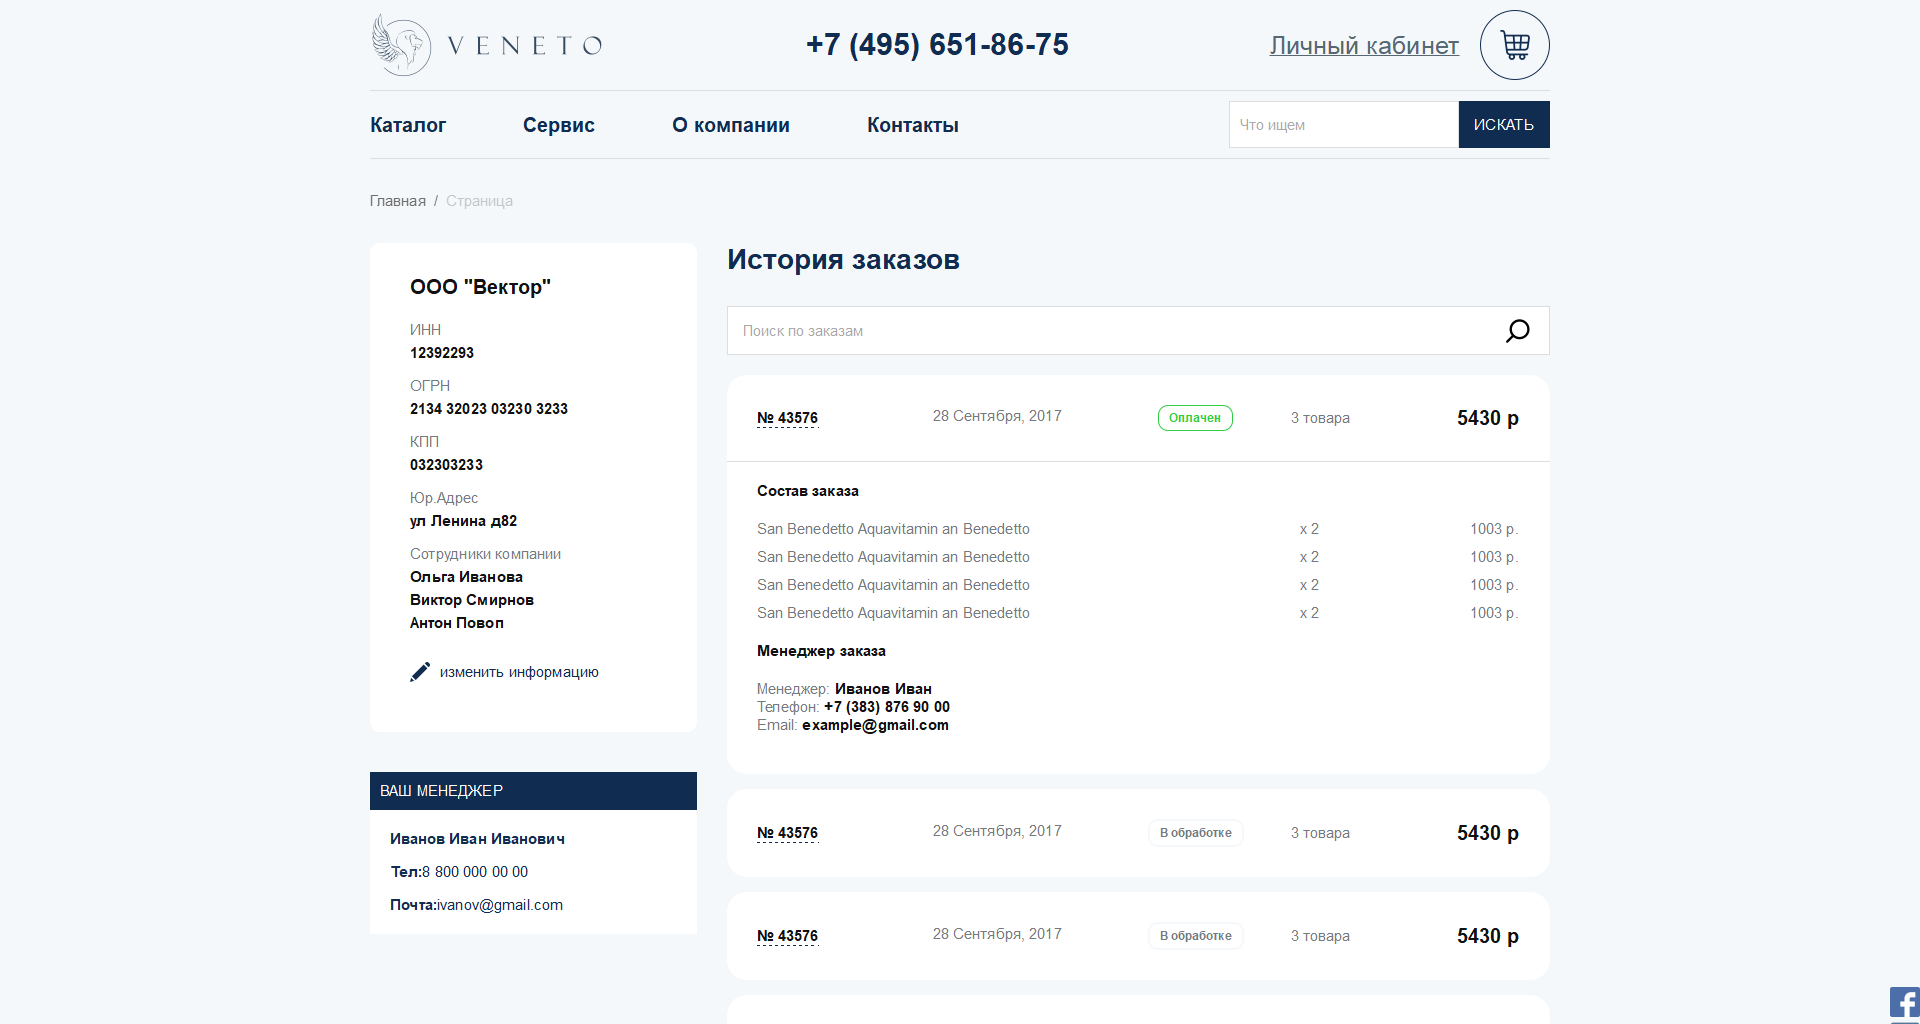 VENETO
+7 (495) 651-86-75
Личный кабинет
Каталог Сервис О компании Контакты
Что ищем
ИСКАТЬ
Главная / Страница
ООО "Вектор"
ИНН
12392293
ОГРН
2134 32023 03230 3233
КПП
032303233
Юр.Адрес
ул Ленина д82
Сотрудники компании
Ольга Иванова
Виктор Смирнов
Антон Повоп
изменить информацию
ВАШ МЕНЕДЖЕР
Иванов Иван Иванович
Тел:8 800 000 00 00
Почта:ivanov@gmail.com
История заказов
Поиск по заказам
№ 43576 28 Сентября, 2017 Оплачен 3 товара 5430 р
Состав заказа
San Benedetto Aquavitamin an Benedetto x 2 1003 р.
San Benedetto Aquavitamin an Benedetto x 2 1003 р.
San Benedetto Aquavitamin an Benedetto x 2 1003 р.
San Benedetto Aquavitamin an Benedetto x 2 1003 р.
Менеджер заказа
Менеджер: Иванов Иван
Телефон: +7 (383) 876 90 00
Email: example@gmail.com
№ 43576 28 Сентября, 2017 В обработке 3 товара 5430 р
№ 43576 28 Сентября, 2017 В обработке 3 товара 5430 р